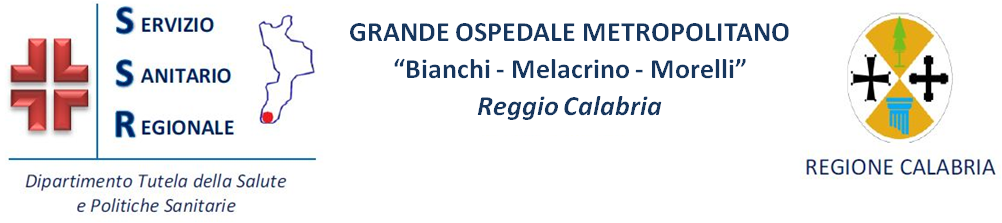 SERVIZIO
SANITARIO
REGIONALE
Dipartimento Tutela della Salute
e Politiche Sanitarie
GRANDE OSPEDALE METROPOLITANO
“Bianchi - Melacrino - Morelli”
Reggio Calabria
REGIONE CALABRIA